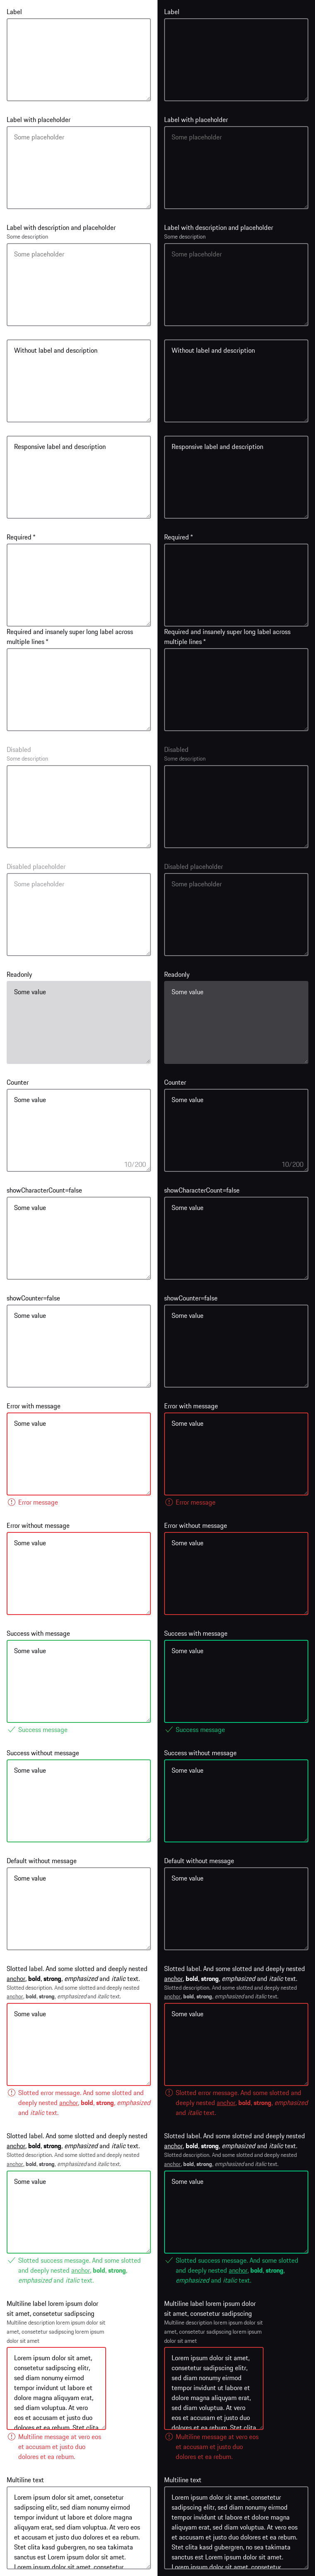 Label
Label with placeholder
Some placeholder
Label with description and placeholder
Some description
Some placeholder
Without label and description
Responsive label and description
Required *
Required and insanely super long label across
multiple lines *
Disabled
Some description
Disabled placeholder
Some placeholder
Readonly
Some value
Counter
Some value
10/200
showCharacterCount=false
Some value
showCounter=false
Some value
Error with message
Some value
Error message
Error without message
Some value
Success with message
Some value
Success message
Success without message
Some value
Default without message
Some value
Slotted label. And some slotted and deeply nested
anchor, bold, strong, emphasized and italic text.
Slotted description. And some slotted and deeply nested
anchor, bold, strong, emphasized and italic text.
Some value
Slotted error message. And some slotted and
deeply nested anchor, bold, strong, emphasized
and italic text.
Slotted label. And some slotted and deeply nested
anchor, bold, strong, emphasized and italic text.
Slotted description. And some slotted and deeply nested
anchor, bold, strong, emphasized and italic text.
Some value
Slotted success message. And some slotted
and deeply nested anchor, bold, strong,
emphasized and italic text.
Multiline label lorem ipsum dolor
sit amet, consetetur sadipscing
Multiline description lorem ipsum dolor sit
amet, consetetur sadipscing lorem ipsum
dolor sit amet
Lorem ipsum dolor sit amet,
consetetur sadipscing elitr,
sed diam nonumy eirmod
tempor invidunt ut labore et
dolore magna aliquyam erat,
sed diam voluptua. At vero
eos et accusam et justo duo
dolores et ea rebum. Stet clita
Multiline message at vero eos
et accusam et justo duo
dolores et ea rebum.
Multiline text
Lorem ipsum dolor sit amet, consetetur
sadipscing elitr, sed diam nonumy eirmod
tempor invidunt ut labore et dolore magna
aliquyam erat, sed diam voluptua. At vero eos
et accusam et justo duo dolores et ea rebum.
Stet clita kasd gubergren, no sea takimata
sanctus est Lorem ipsum dolor sit amet.
Lorem ipsum dolor sit amet, consetetur
Label
Label with placeholder
Some placeholder
Label with description and placeholder
Some description
Some placeholder
Without label and description
Responsive label and description
Required *
Required and insanely super long label across
multiple lines *
Disabled
Some description
Disabled placeholder
Some placeholder
Readonly
Some value
Counter
Some value
10/200
showCharacterCount=false
Some value
showCounter=false
Some value
Error with message
Some value
Error message
Error without message
Some value
Success with message
Some value
Success message
Success without message
Some value
Default without message
Some value
Slotted label. And some slotted and deeply nested
anchor, bold, strong, emphasized and italic text.
Slotted description. And some slotted and deeply nested
anchor, bold, strong, emphasized and italic text.
Some value
Slotted error message. And some slotted and
deeply nested anchor, bold, strong, emphasized
and italic text.
Slotted label. And some slotted and deeply nested
anchor, bold, strong, emphasized and italic text.
Slotted description. And some slotted and deeply nested
anchor, bold, strong, emphasized and italic text.
Some value
Slotted success message. And some slotted
and deeply nested anchor, bold, strong,
emphasized and italic text.
Multiline label lorem ipsum dolor
sit amet, consetetur sadipscing
Multiline description lorem ipsum dolor sit
amet, consetetur sadipscing lorem ipsum
dolor sit amet
Lorem ipsum dolor sit amet,
consetetur sadipscing elitr,
sed diam nonumy eirmod
tempor invidunt ut labore et
dolore magna aliquyam erat,
sed diam voluptua. At vero
eos et accusam et justo duo
dolores et ea rebum. Stet clita
Multiline message at vero eos
et accusam et justo duo
dolores et ea rebum.
Multiline text
Lorem ipsum dolor sit amet, consetetur
sadipscing elitr, sed diam nonumy eirmod
tempor invidunt ut labore et dolore magna
aliquyam erat, sed diam voluptua. At vero eos
et accusam et justo duo dolores et ea rebum.
Stet clita kasd gubergren, no sea takimata
sanctus est Lorem ipsum dolor sit amet.
Lorem ipsum dolor sit amet, consetetur